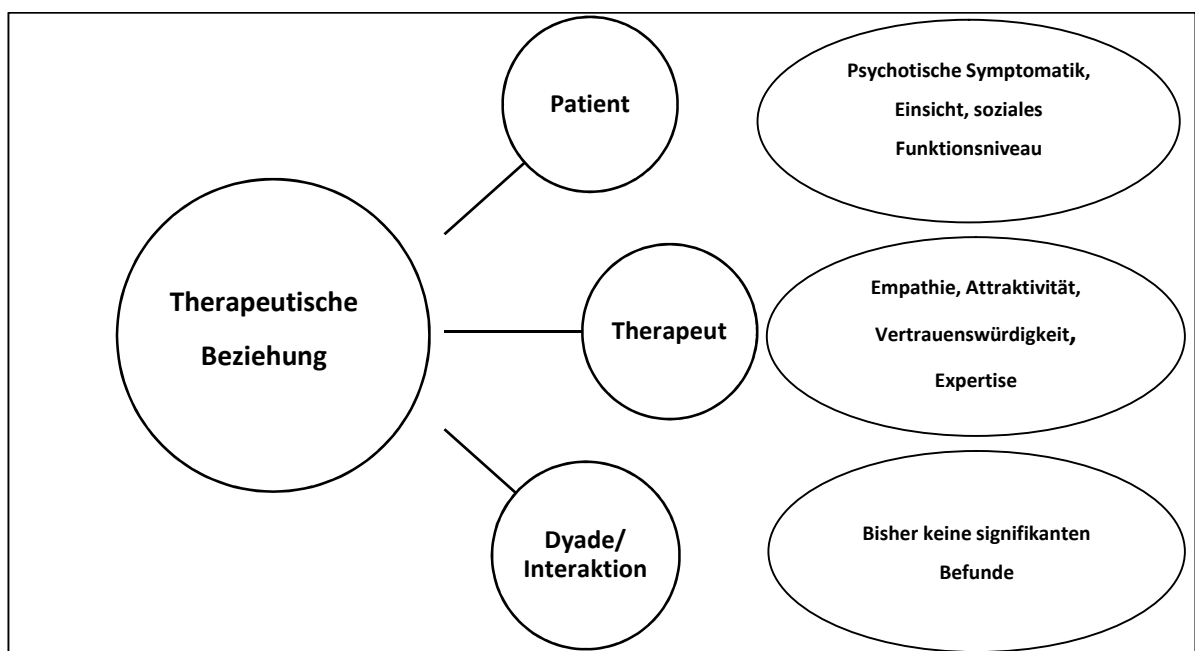 Therapeutische
Beziehung
Patient
Psychotische Symptomatik,
Einsicht, soziales
Funktionsniveau
Therapeut
Empathie, Attraktivität,
Vertrauenswürdigkeit,
Expertise
Dyade/
Interaktion
Bisher keine signifikanten
Befunde